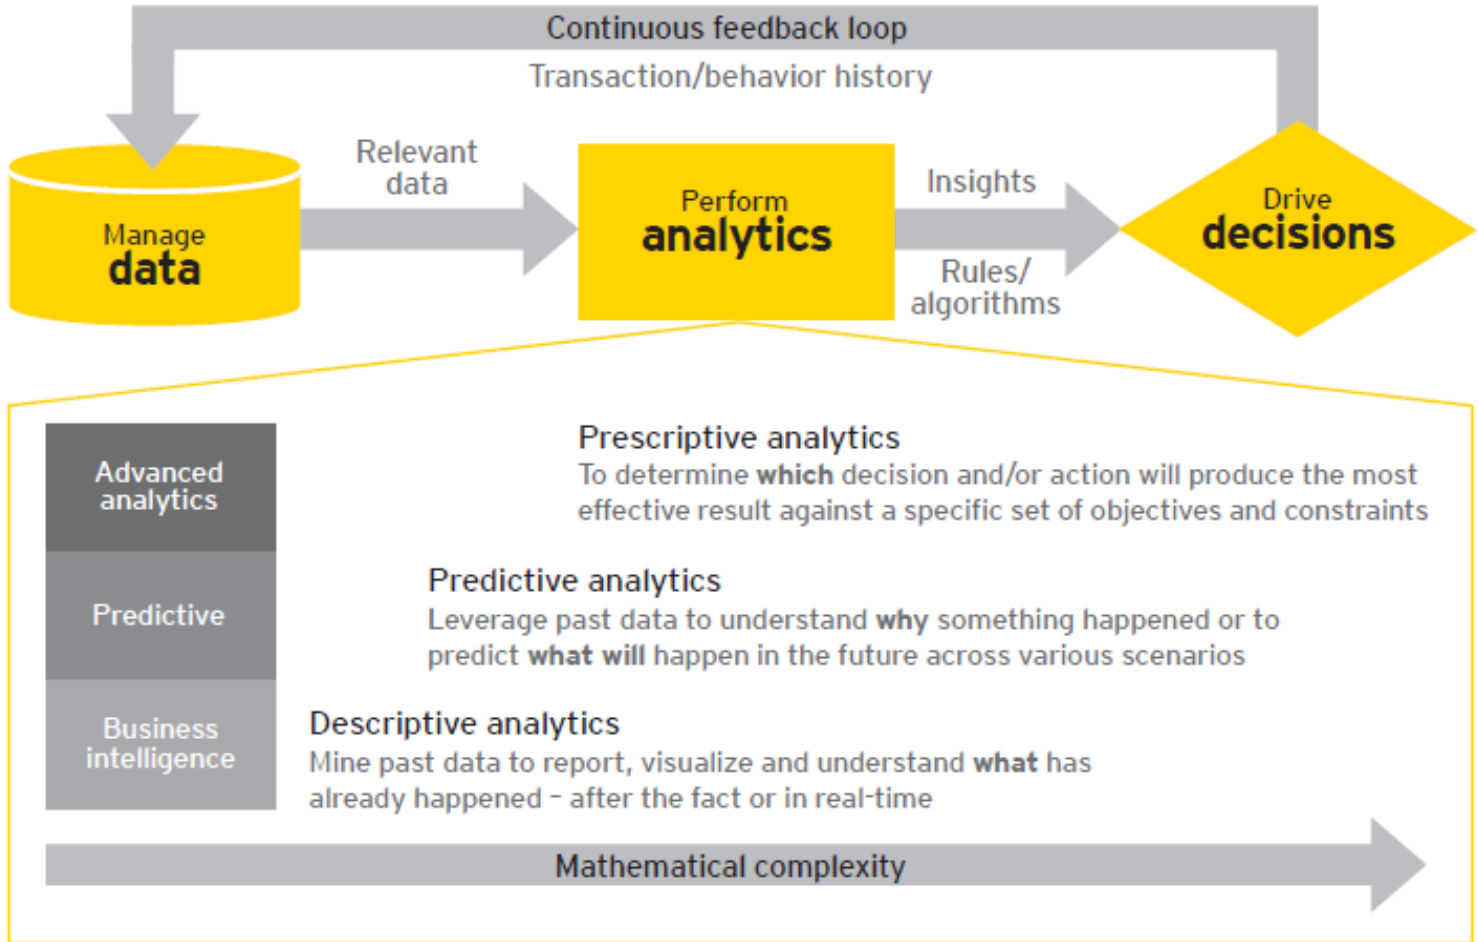 Continuous feedback loop
Transaction/behavior history
Manage
data
Relevant
data
Perform
analytics
Insights
Rules/
algorithms
Drive
decisions
Advanced
analytics
Prescriptive analytics
To determine which decision and/or action will produce the most
effective result against a specific set of objectives and constraints
Predictive
Predictive analytics
Leverage past data to understand why something happened or to
predict what will happen in the future across various scenarios
Business
intelligence
Descriptive analytics
Mine past data to report, visualize and understand what has
already happened – after the fact or in real-time
Mathematical complexity